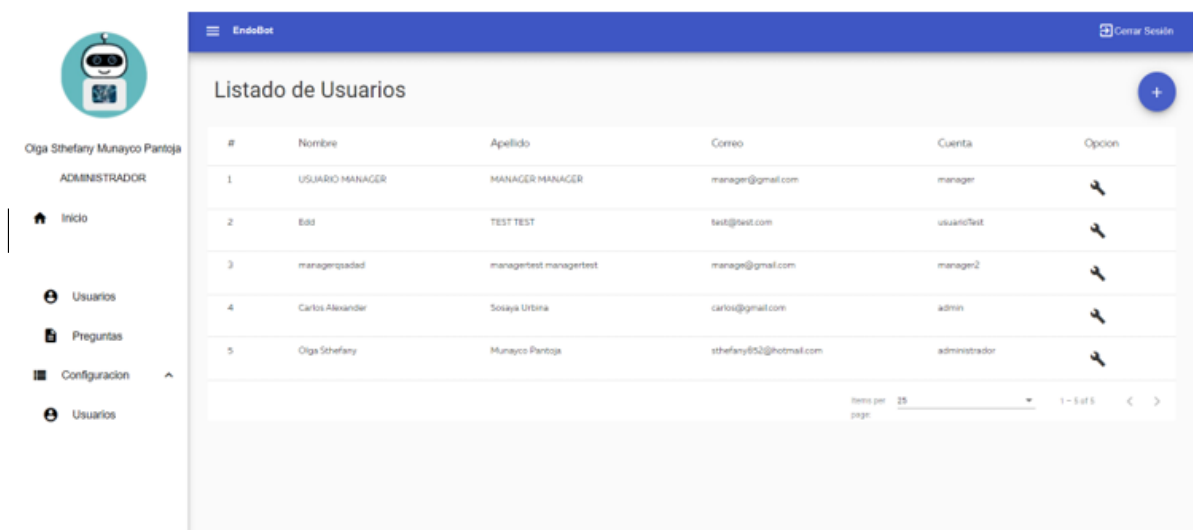 EndoBot
Cerrar Sesión
Olga Sthefany Munayco Pantoja
ADMINISTRADOR
Inicio
Usuarios
Preguntas
Configuracion
Usuarios
Listado de Usuarios
+
# Nombre Apellido Correo Cuenta Opcion
1 USUARIO MANAGER MANAGER MANAGER manager@gmail.com manager
2 Edd TEST TEST test@test.com usuarioTest
3 managerqsadad managertest managertest manage@gmail.com manager2
4 Carlos Alexander Sosaya Urbina carlos@gmail.com admin
5 Olga Sthefany Munayco Pantoja sthefany852@hotmail.com administrador
Items per page: 25 1 – 5 of 5